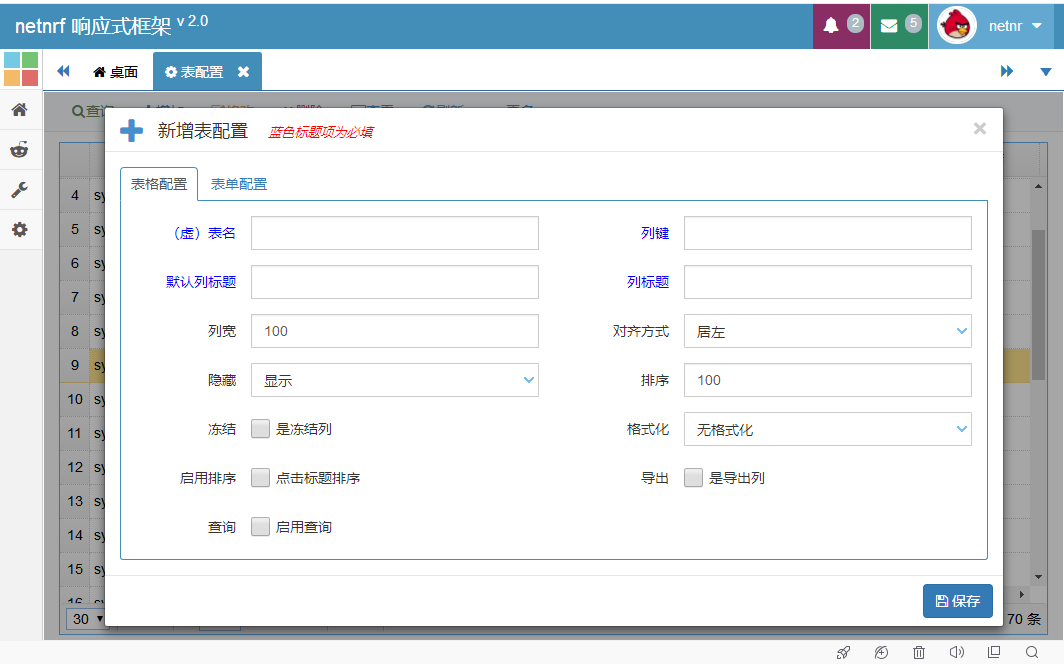 netnrf 响应式框架 v 2.0
2
5
netnr
桌面
表配置
新增表配置 蓝色标题项为必填
表格配置
表单配置
(虚) 表名
列键
默认列标题
列标题
列宽 100
对齐方式 居左
隐藏 显示
排序 100
冻结 是冻结列
格式化 无格式化
启用排序 点击标题排序
导出 是导出列
查询 启用查询
保存
4 sy
5 sy
6 sy
7 sy
8 sy
9 sy
10 sy
11 sy
12 sy
13 sy
14 sy
15 sy
30
70 条